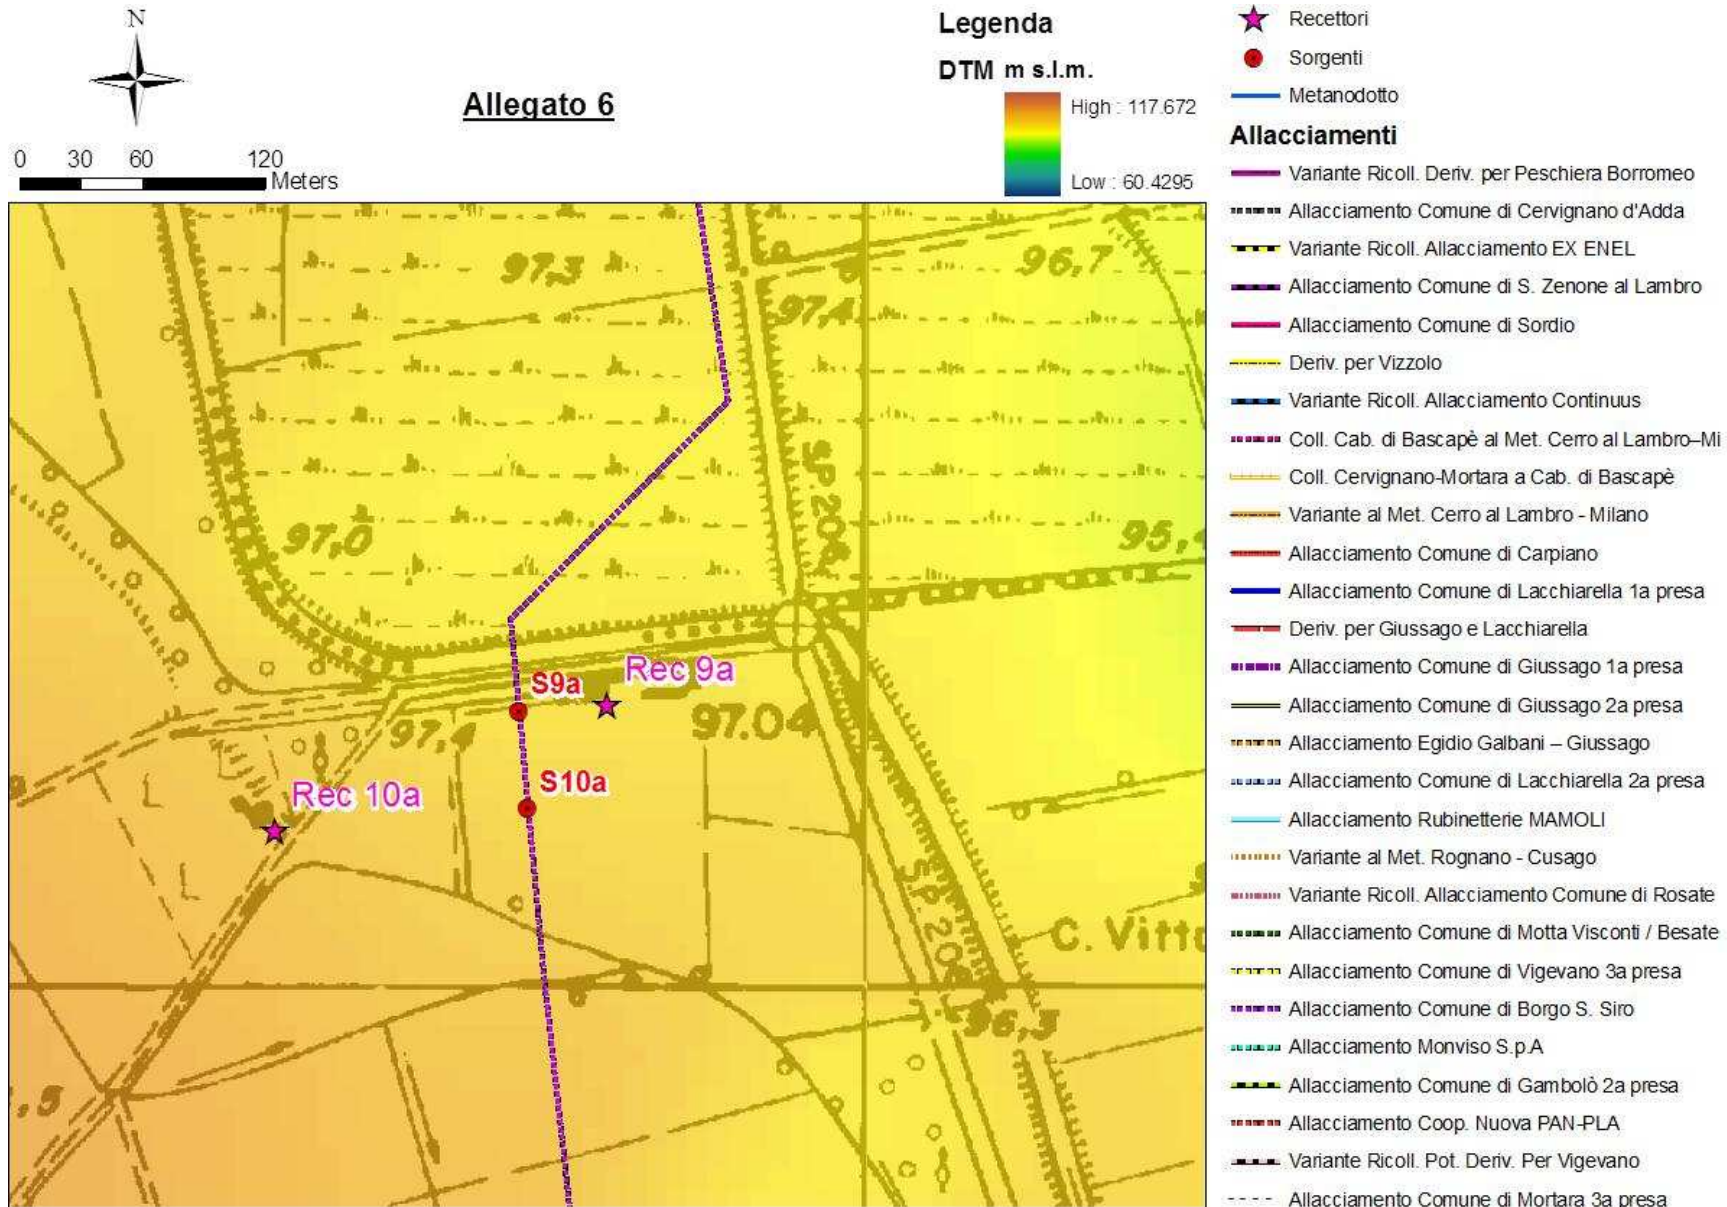 N
Allegato 6
0 30 60 120
Meters
Legenda
DTM m s.l.m.
High : 117.672
Low : 60.4295
Recettori
Sorgenti
Metanodotto
Allacciamenti
Variante Ricoll. Deriv. per Peschiera Borromeo
Allacciamento Comune di Cervignano d'Adda
Variante Ricoll. Allacciamento EX ENEL
Allacciamento Comune di S. Zenone al Lambro
Allacciamento Comune di Sordio
Deriv. per Vizzolo
Variante Ricoll. Allacciamento Continuus
Coll. Cab. di Bascapè al Met. Cerro al Lambro–Mi
Coll. Cervignano-Mortara a Cab. di Bascapè
Variante al Met. Cerro al Lambro - Milano
Allacciamento Comune di Carpiano
Allacciamento Comune di Lacchiarella 1a presa
Deriv. per Giussago e Lacchiarella
Allacciamento Comune di Giussago 1a presa
Allacciamento Comune di Giussago 2a presa
Allacciamento Egidio Galbani – Giussago
Allacciamento Comune di Lacchiarella 2a presa
Allacciamento Rubinetterie MAMOLI
Variante al Met. Rognano - Cusago
Variante Ricoll. Allacciamento Comune di Rosate
Allacciamento Comune di Motta Visconti / Besate
Allacciamento Comune di Vigevano 3a presa
Allacciamento Comune di Borgo S. Siro
Allacciamento Monviso S.p.A
Allacciamento Comune di Gambolò 2a presa
Allacciamento Coop. Nuova PAN-PLA
Variante Ricoll. Pot. Deriv. Per Vigevano
Allacciamento Comune di Mortara 3a presa
97,3
96,7
97,4
97,0
95,4
Rec 9a
S9a
97.04
97,4
S10a
Rec 10a
C. Vitto
96,3
,5